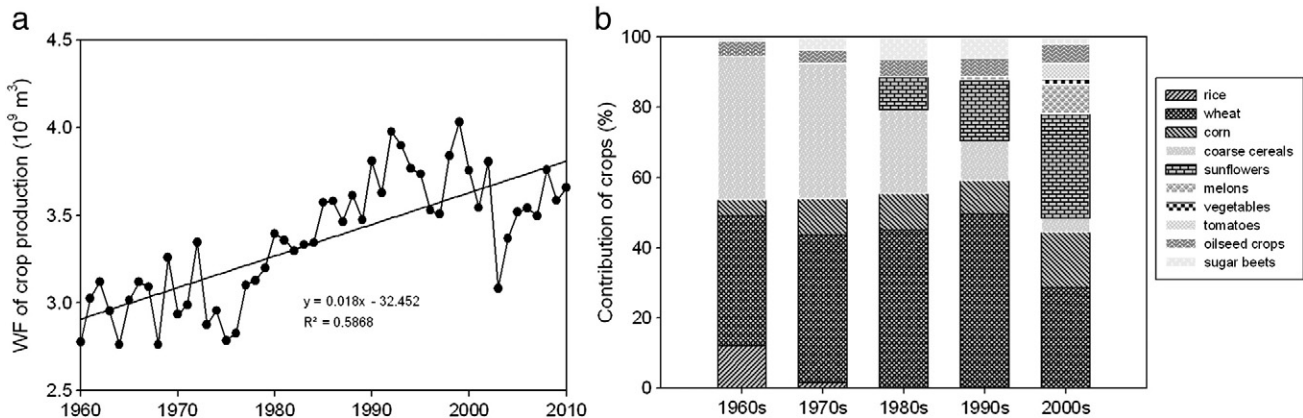 a
WF of crop production (10⁹ m³)
4.5
4.0
3.5
3.0
2.5
1960 1970 1980 1990 2000 2010
y = 0.018x - 32.452
R² = 0.5868
b
Contribution of crops (%)
100
80
60
40
20
0
1960s 1970s 1980s 1990s 2000s
rice
wheat
corn
coarse cereals
sunflowers
melons
vegetables
tomatoes
oilseed crops
sugar beets